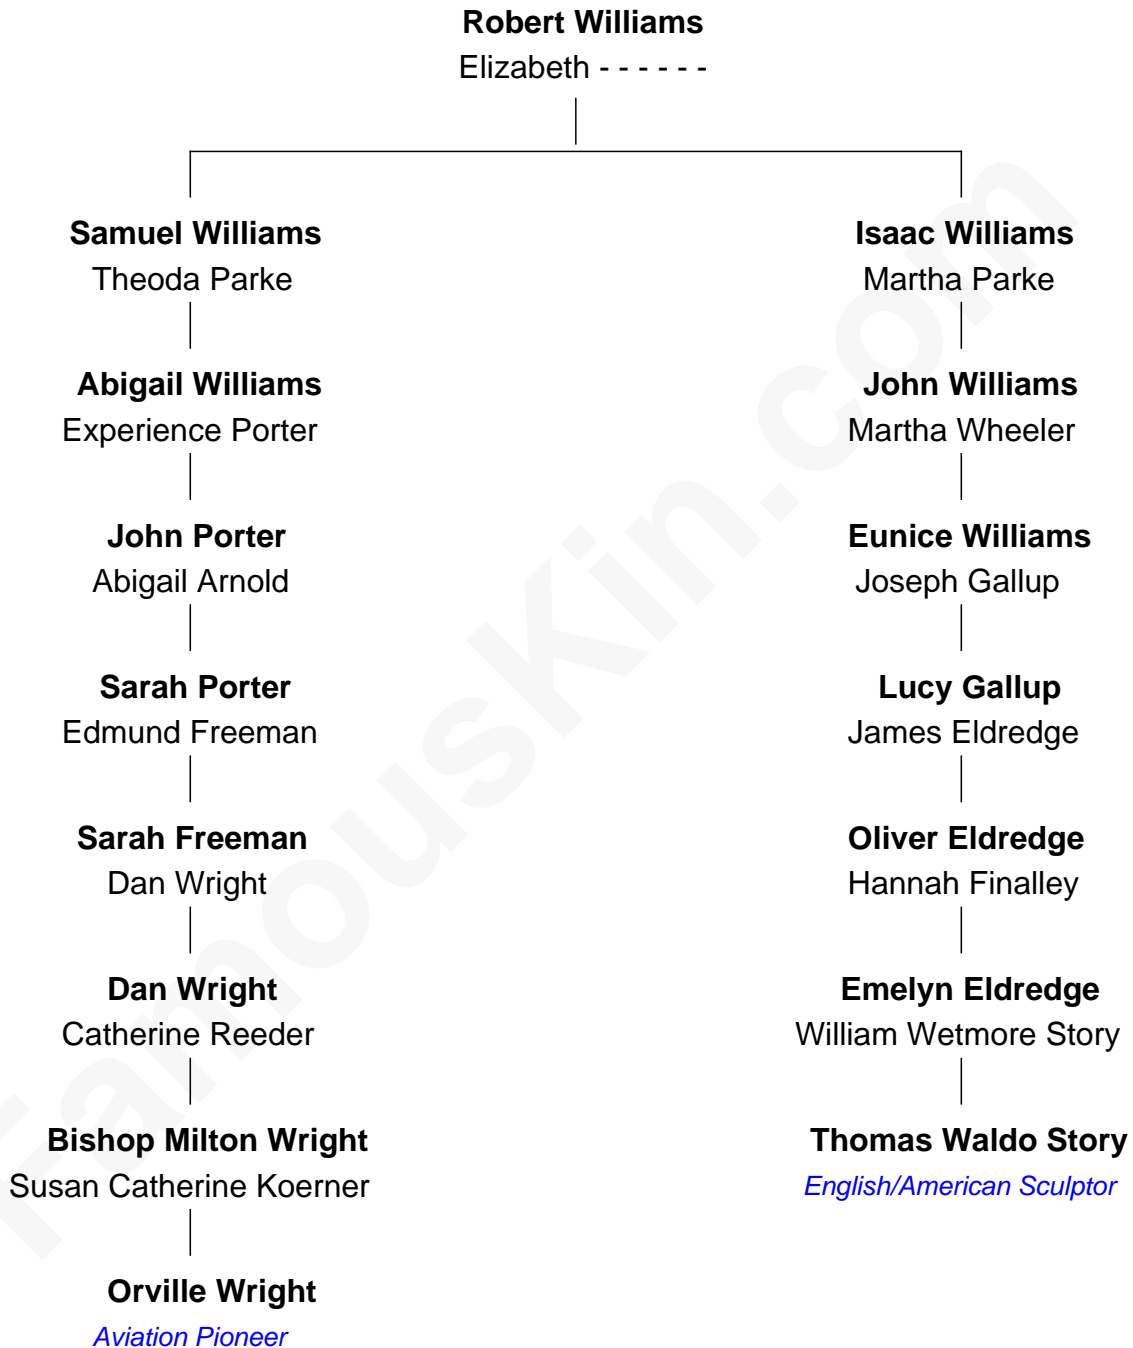 Robert Williams
Elizabeth - - - - - -
Samuel Williams
Theoda Parke
Isaac Williams
Martha Parke
Abigail Williams
Experience Porter
John Williams
Martha Wheeler
John Porter
Abigail Arnold
Eunice Williams
Joseph Gallup
Sarah Porter
Edmund Freeman
Lucy Gallup
James Eldredge
Sarah Freeman
Dan Wright
Oliver Eldredge
Hannah Finalley
Dan Wright
Catherine Reeder
Emelyn Eldredge
William Wetmore Story
Bishop Milton Wright
Susan Catherine Koerner
Thomas Waldo Story
English/American Sculptor
Orville Wright
Aviation Pioneer
FamousKin.com